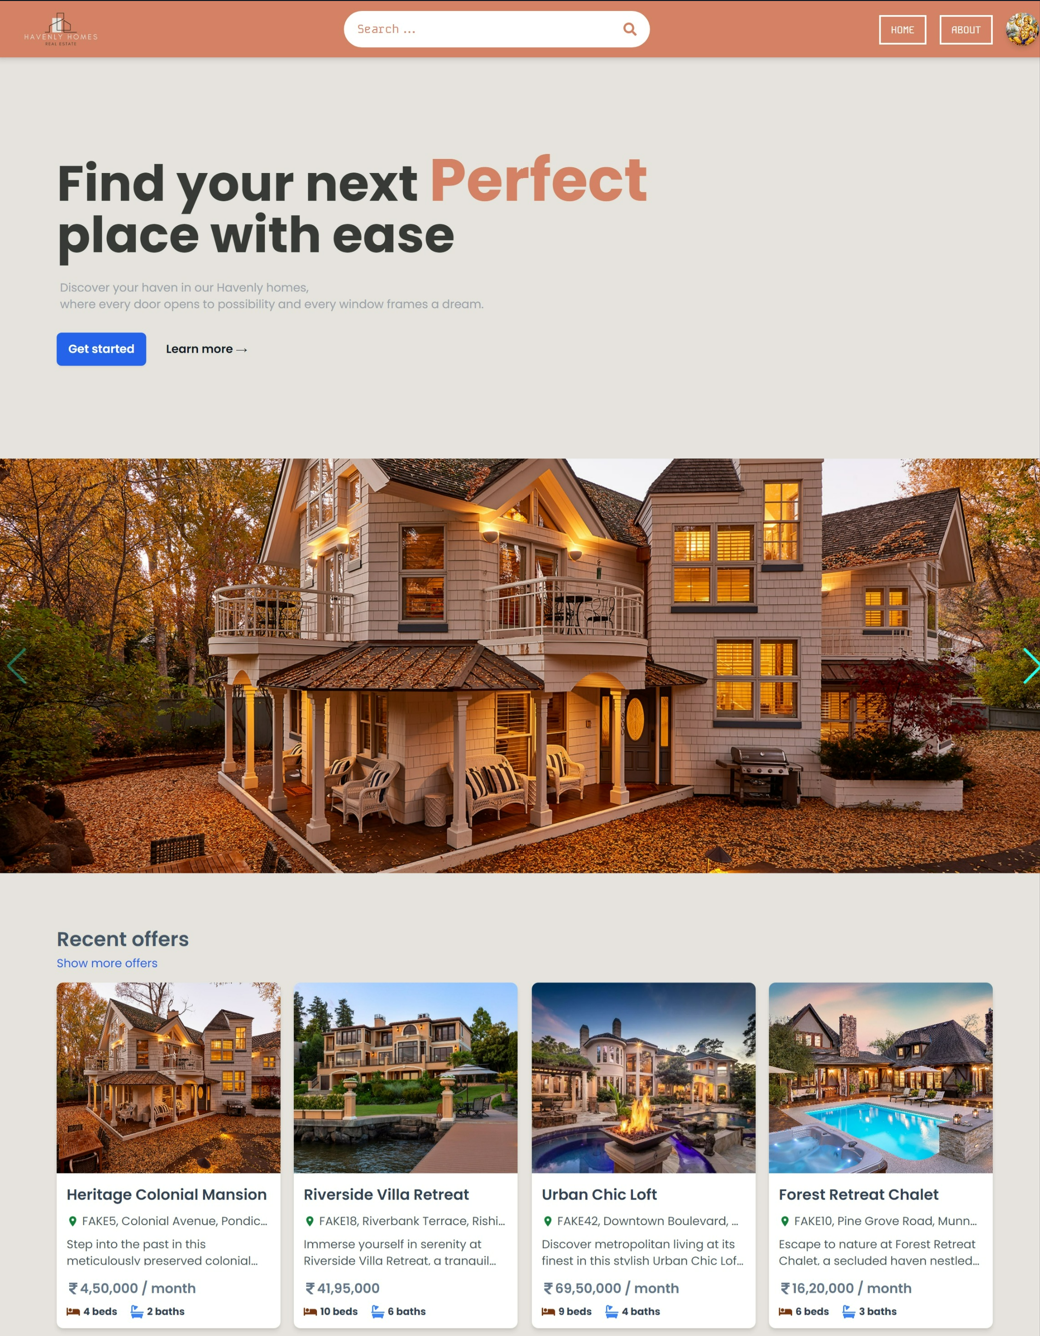 HAVENLY HOMES
REAL ESTATE
Search ...
HOME
ABOUT
Find your next Perfect
place with ease
Discover your haven in our Havenly homes,
where every door opens to possibility and every window frames a dream.
Get started
Learn more →
Recent offers
Show more offers
Heritage Colonial Mansion
FAKE5, Colonial Avenue, Pondic...
Step into the past in this
meticulously preserved colonial...
₹4,50,000 / month
4 beds 2 baths
Riverside Villa Retreat
FAKE18, Riverbank Terrace, Rishi...
Immerse yourself in serenity at
Riverside Villa Retreat, a tranquil...
₹41,95,000
10 beds 6 baths
Urban Chic Loft
FAKE42, Downtown Boulevard, ...
Discover metropolitan living at its
finest in this stylish Urban Chic Lof...
₹69,50,000 / month
9 beds 4 baths
Forest Retreat Chalet
FAKE10, Pine Grove Road, Munn...
Escape to nature at Forest Retreat
Chalet, a secluded haven nestled...
₹16,20,000 / month
6 beds 3 baths